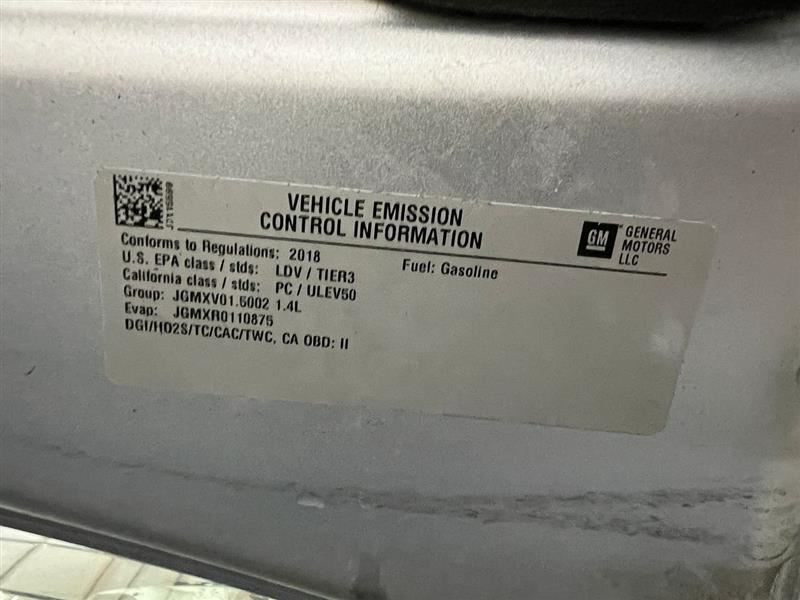 VEHICLE EMISSION
CONTROL INFORMATION
GM
GENERAL
MOTORS
LLC
Conforms to Regulations: 2018
Fuel: Gasoline
U.S. EPA class / stds: LDV / TIER3
California class / stds: PC / ULEV50
Group: JGMXV01.5002 1.4L
Evap: JGMXR0110875
DGI/HO2S/TC/CAC/TWC, CA OBD: II